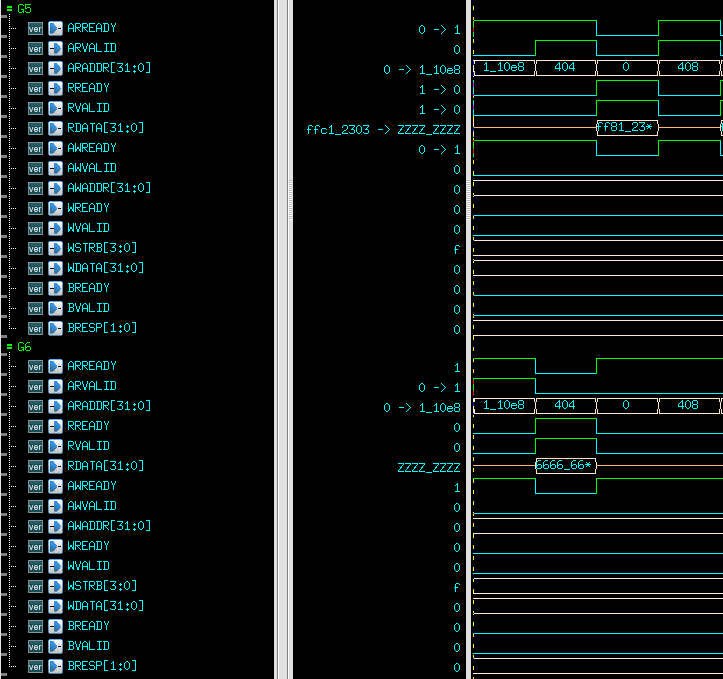 = G5
ver ARREADY 0 -> 1
ver ARVALID 0
ver ARADDR[31:0] 0 -> 1_10e8 1_10e8 404 0 408
ver RREADY 1 -> 0
ver RVALID 1 -> 0
ver RDATA[31:0] ffc1_2303 -> ZZZZ_ZZZZ ff81_23*
ver AWREADY 0 -> 1
ver AWVALID 0
ver AWADDR[31:0] 0
ver WREADY 0
ver WVALID 0
ver WSTRB[3:0] f
ver WDATA[31:0] 0
ver BREADY 0
ver BVALID 0
ver BRESP[1:0] 0
= G6
ver ARREADY 1
ver ARVALID 0 -> 1
ver ARADDR[31:0] 0 -> 1_10e8 1_10e8 404 0 408
ver RREADY 0
ver RVALID 0
ver RDATA[31:0] ZZZZ_ZZZZ 6666_66*
ver AWREADY 1
ver AWVALID 0
ver AWADDR[31:0] 0
ver WREADY 0
ver WVALID 0
ver WSTRB[3:0] f
ver WDATA[31:0] 0
ver BREADY 0
ver BVALID 0
ver BRESP[1:0] 0